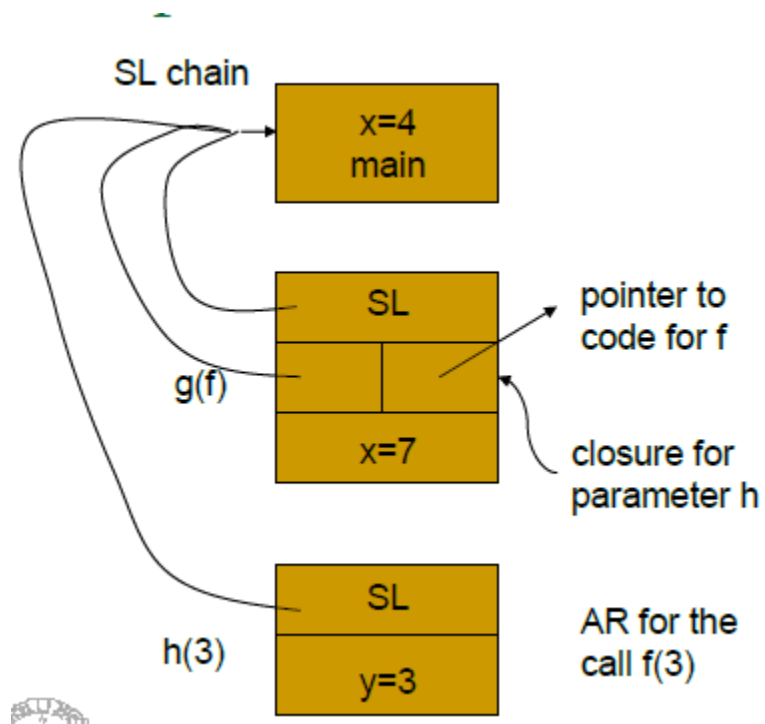 SL chain
x=4
main
SL
pointer to
code for f
g(f)
x=7
closure for
parameter h
SL
h(3)
y=3
AR for the
call f(3)